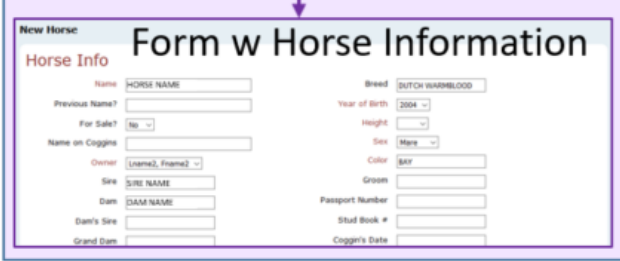 New Horse
Form w Horse Information
Horse Info
Name HORSE NAME Breed DUTCH WARMBLOOD
Previous Name? Year of Birth 2004
For Sale? No Height
Name on Coggins Sex Mare
Owner Lname2, Fname2 Color BAY
Sire SIRE NAME Groom
Dam DAM NAME Passport Number
Dam's Sire Stud Book #
Grand Dam Coggin's Date